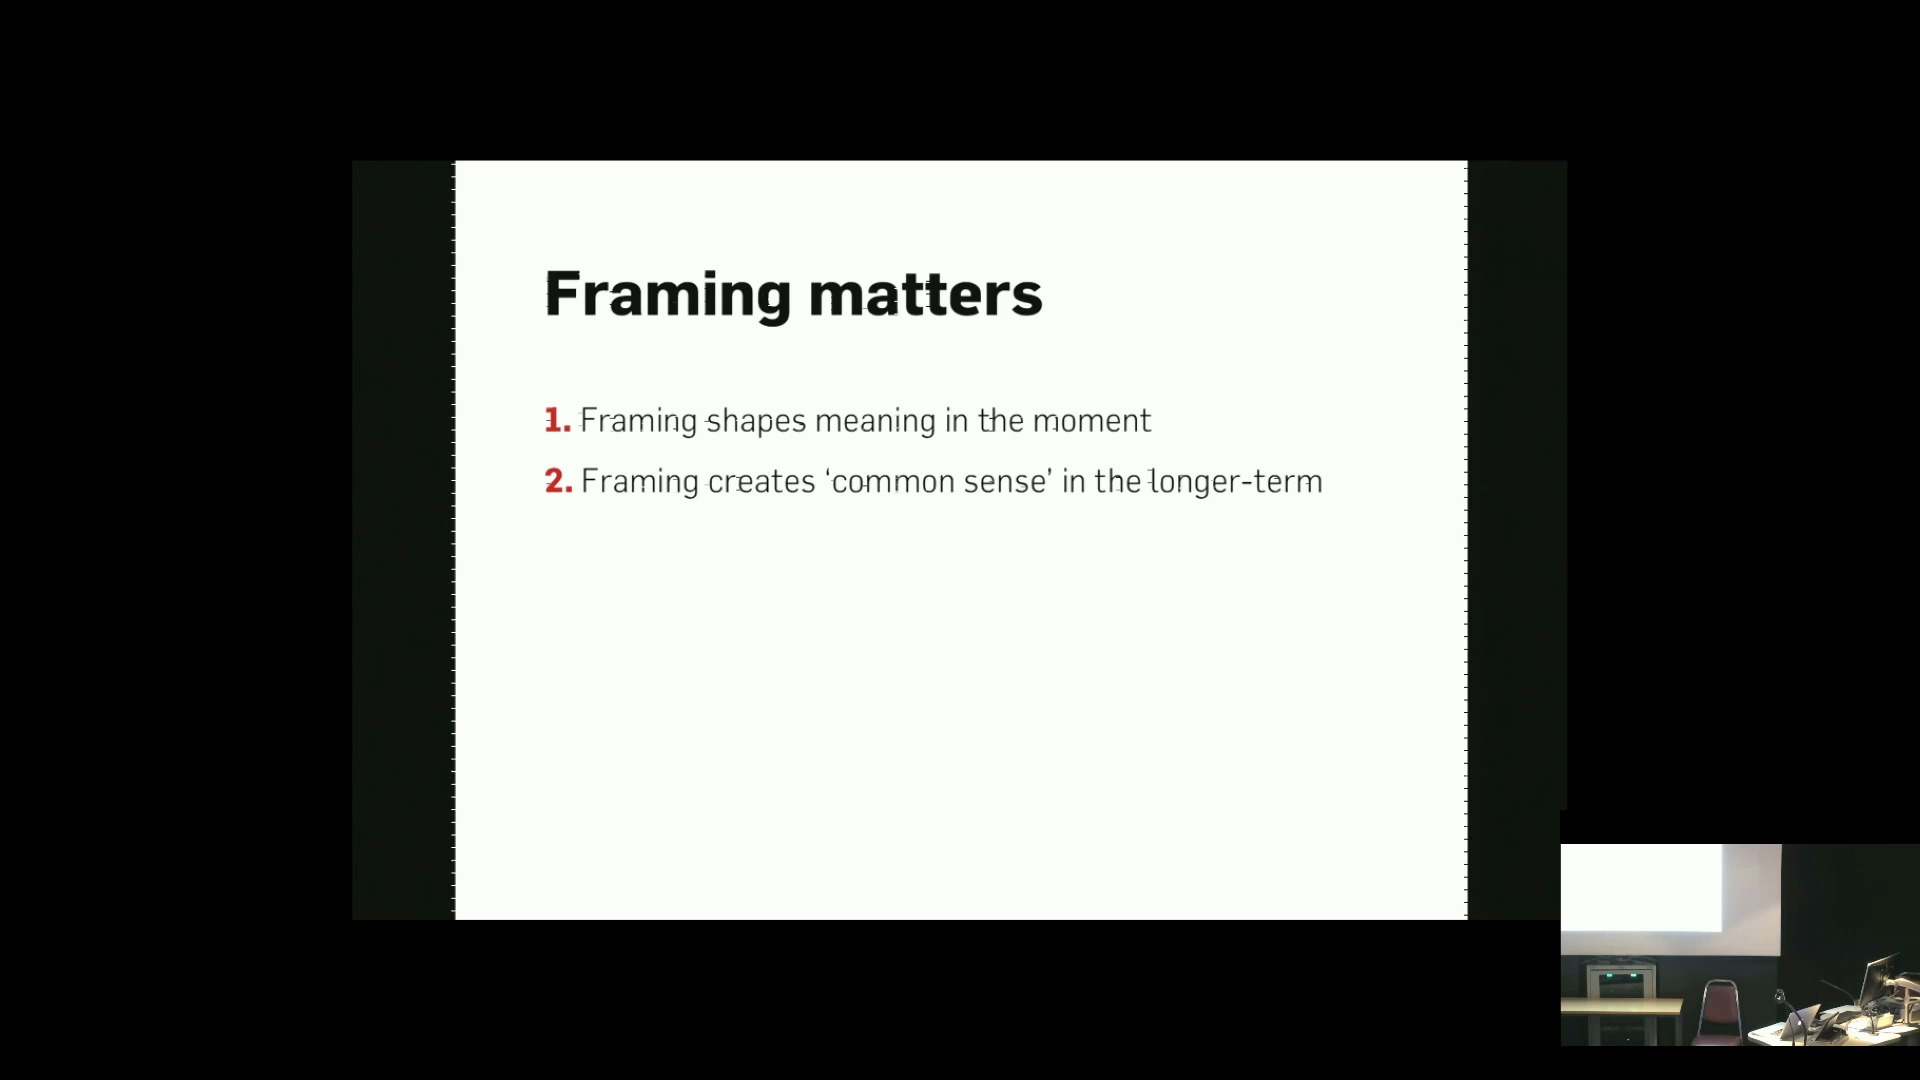 Framing matters
1. Framing shapes meaning in the moment
2. Framing creates ‘common sense’ in the longer-term